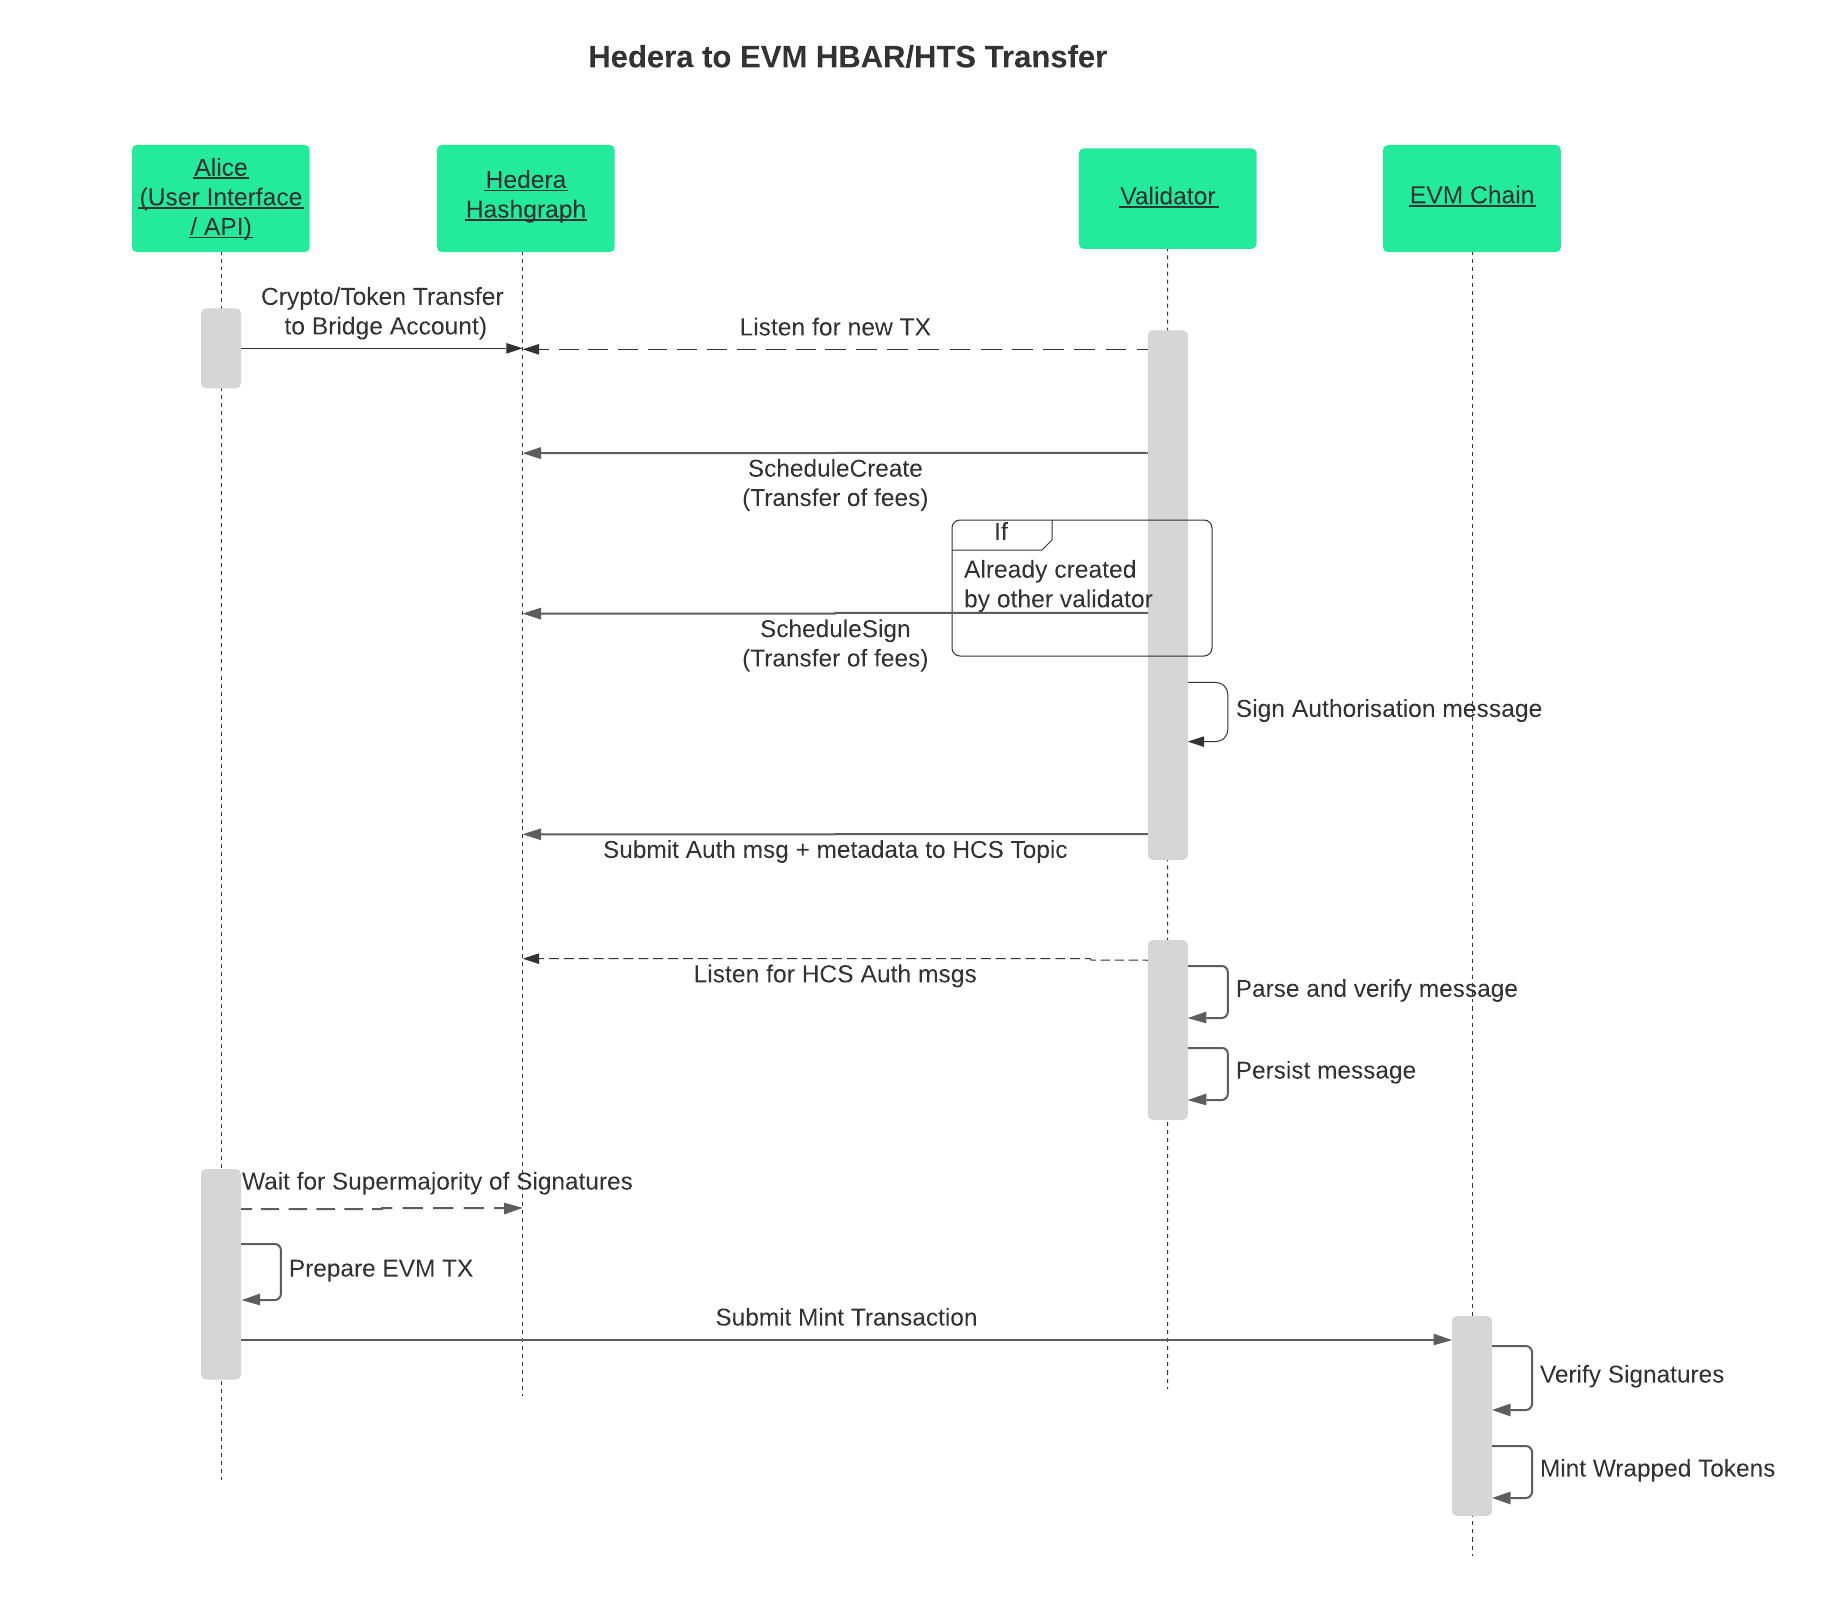 Hedera to EVM HBAR/HTS Transfer
Alice
(User Interface
/ API)
Hedera
Hashgraph
Validator
EVM Chain
Crypto/Token Transfer
to Bridge Account)
Listen for new TX
ScheduleCreate
(Transfer of fees)
If
Already created
by other validator
ScheduleSign
(Transfer of fees)
Sign Authorisation message
Submit Auth msg + metadata to HCS Topic
Listen for HCS Auth msgs
Parse and verify message
Persist message
Wait for Supermajority of Signatures
Prepare EVM TX
Submit Mint Transaction
Verify Signatures
Mint Wrapped Tokens